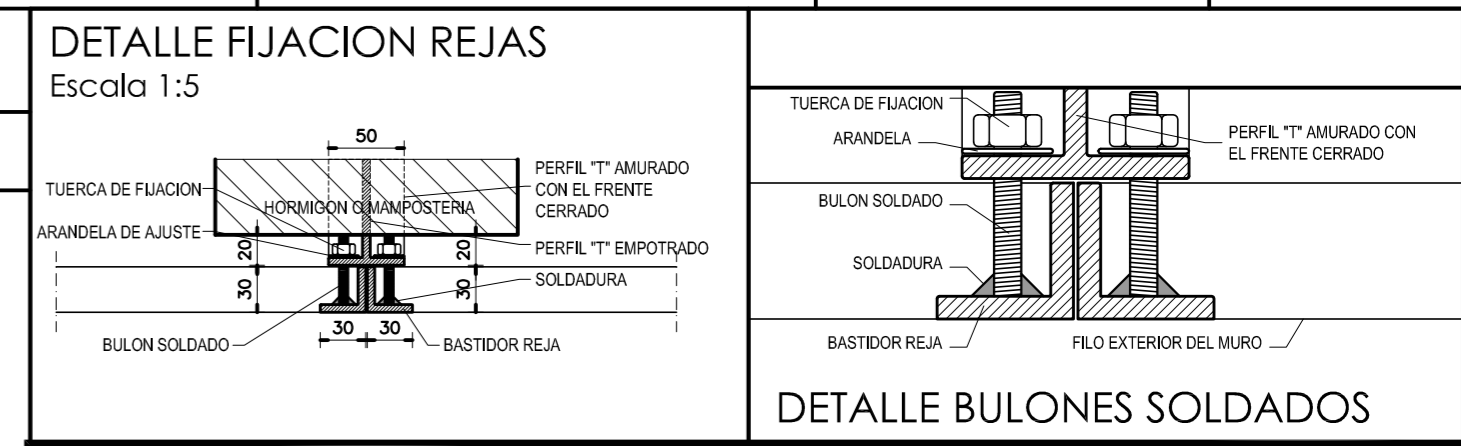 DETALLE FIJACION REJAS
Escala 1:5
50
TUERCA DE FIJACION
PERFIL "T" AMURADO
CON EL FRENTE
CERRADO
HORMIGON O MAMPOSTERIA
ARANDELA DE AJUSTE
20
20
PERFIL "T" EMPOTRADO
30
30
SOLDADURA
30
30
BULON SOLDADO
BASTIDOR REJA
TUERCA DE FIJACION
ARANDELA
PERFIL "T" AMURADO CON
EL FRENTE CERRADO
BULON SOLDADO
SOLDADURA
BASTIDOR REJA
FILO EXTERIOR DEL MURO
DETALLE BULONES SOLDADOS